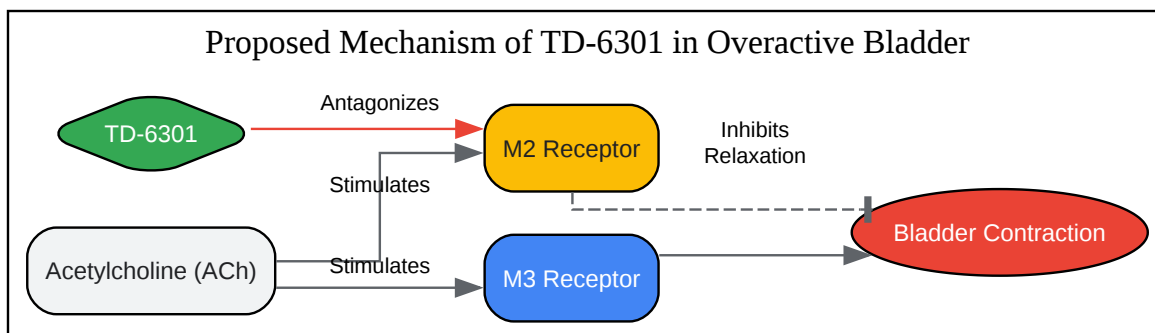 Proposed Mechanism of TD-6301 in Overactive Bladder
Antagonizes
TD-6301
M2 Receptor
Inhibits
Relaxation
Stimulates
Bladder Contraction
Acetylcholine (ACh)
Stimulates
M3 Receptor